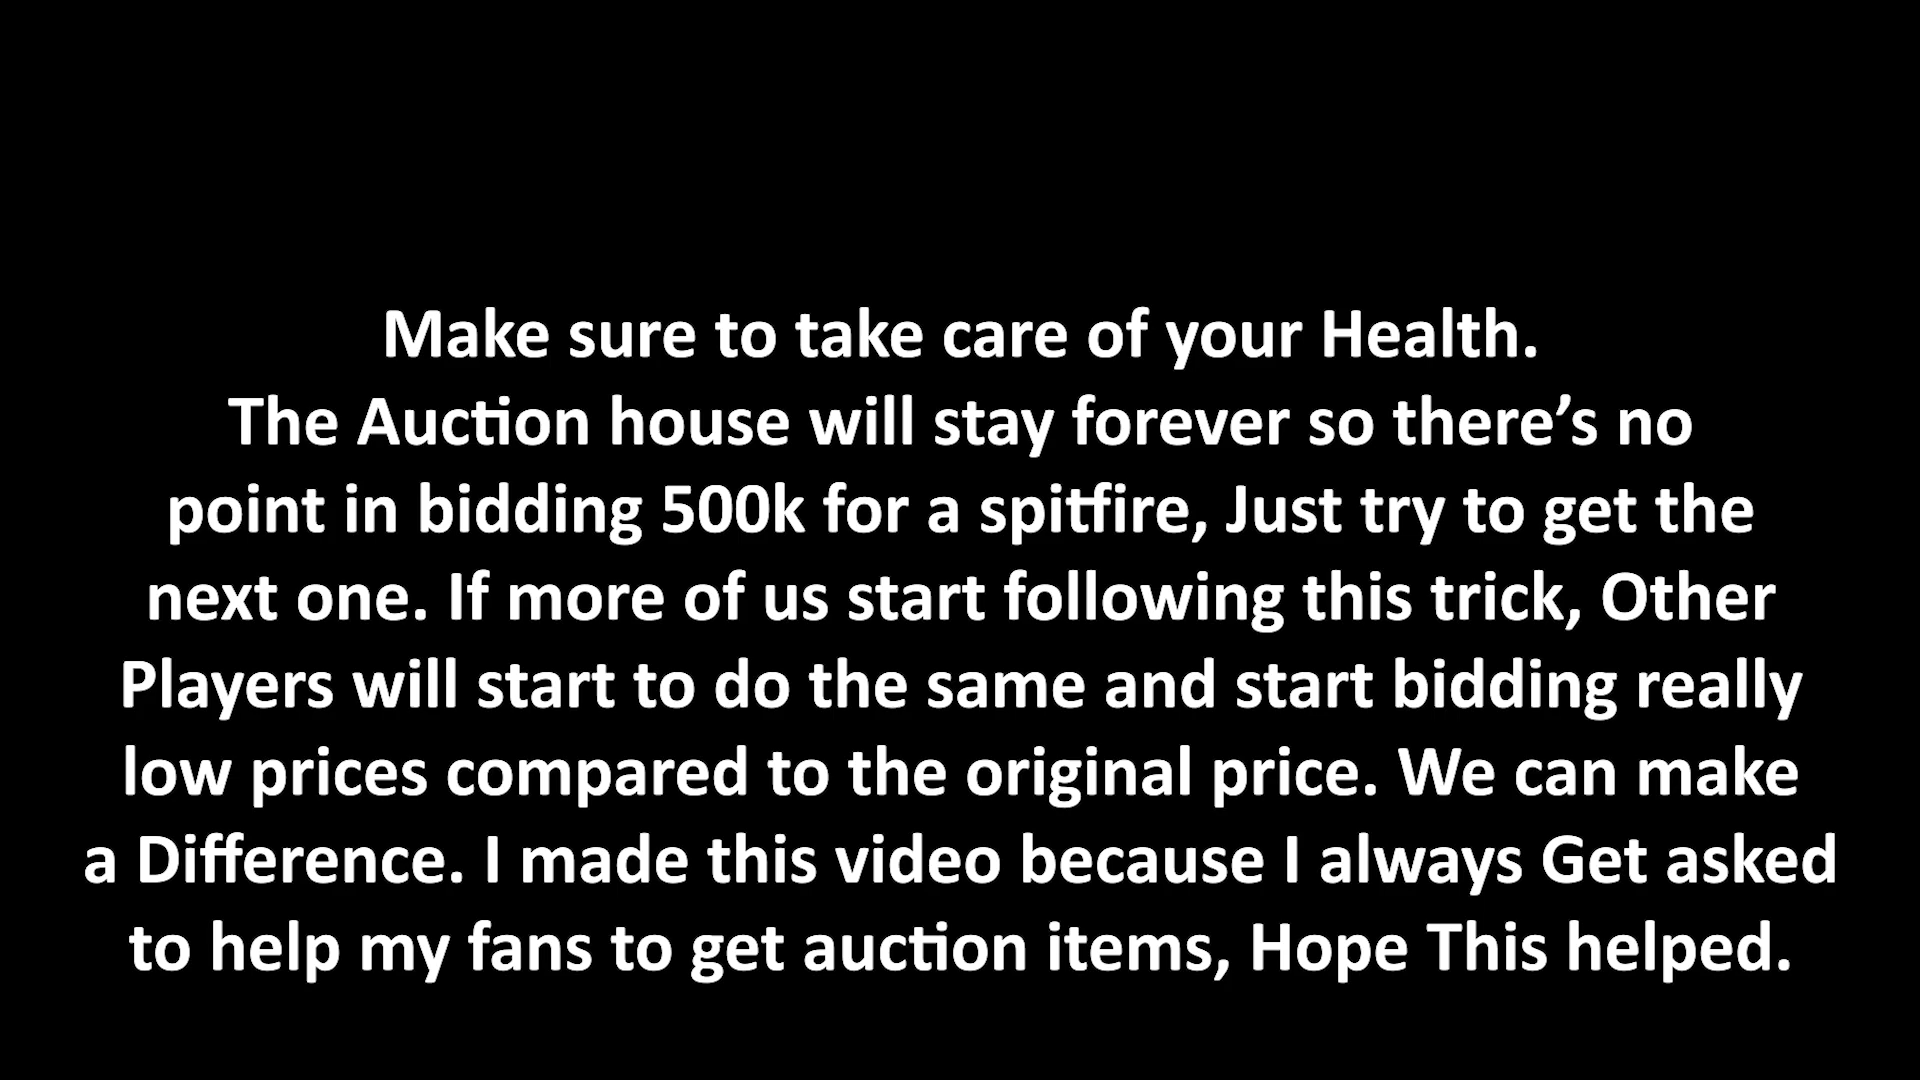 Make sure to take care of your Health.
The Auction house will stay forever so there’s no
point in bidding 500k for a spitfire, Just try to get the
next one. If more of us start following this trick, Other
Players will start to do the same and start bidding really
low prices compared to the original price. We can make
a Difference. I made this video because I always Get asked
to help my fans to get auction items, Hope This helped.